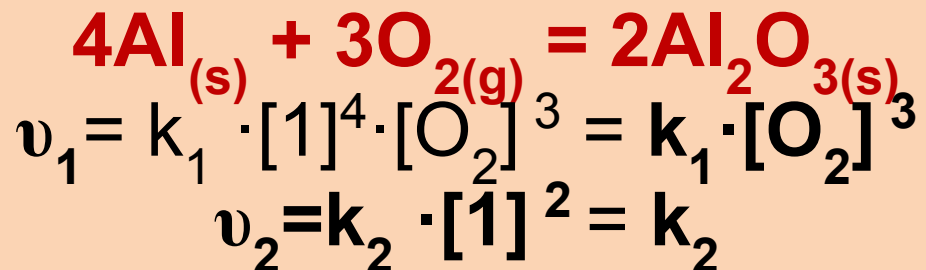 4Al(s) + 3O2(g) = 2Al2O3(s)
υ1 = k1 ·[1]⁴·[O2]³ = k1·[O2]³
υ2=k2 ·[1]² = k2